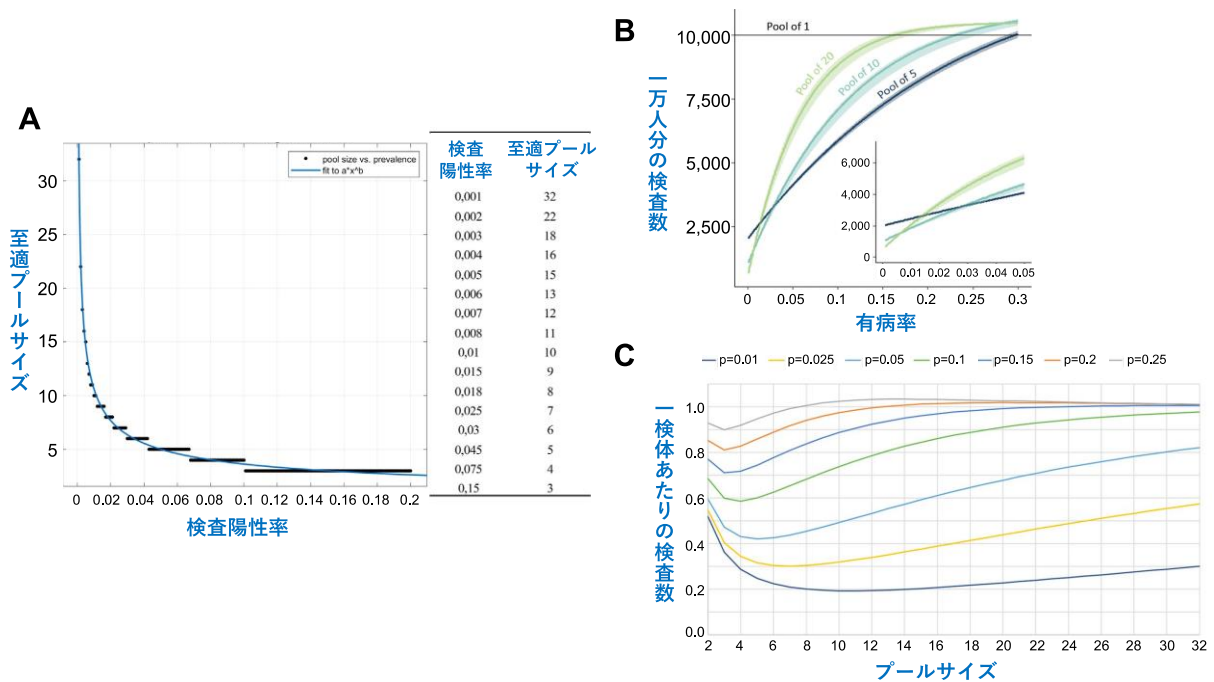 A
pool size vs. prevalence
fit to a*x^b
30
25
20
15
10
5
0
0.02
0.04
0.06
0.08
0.10
0.12
0.14
0.16
0.18
0.2
至適プールサイズ
検査陽性率
検査
陽性率
至適プール
サイズ
0,001 32
0,002 22
0,003 18
0,004 16
0,005 15
0,006 13
0,007 12
0,008 11
0,01 10
0,015 9
0,018 8
0,025 7
0,03 6
0,045 5
0,075 4
0,15 3
B
Pool of 1
Pool of 20
Pool of 10
Pool of 5
10,000
7,500
5,000
2,500
0
0.05
0.1
0.15
0.2
0.25
0.3
一万人分の検査数
有病率
6,000
4,000
2,000
0
0
0.01
0.02
0.03
0.04
0.05
C
p=0.01 p=0.025 p=0.05 p=0.1 p=0.15 p=0.2 p=0.25
1.0
0.8
0.6
0.4
0.2
0.0
2 4 6 8 10 12 14 16 18 20 22 24 26 28 30 32
一検体あたりの検査数
プールサイズ